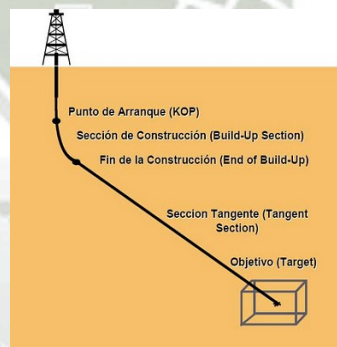 Punto de Arranque (KOP)
Sección de Construcción (Build-Up Section)
Fin de la Construcción (End of Build-Up)
Seccion Tangente (Tangent
Section)
Objetivo (Target)